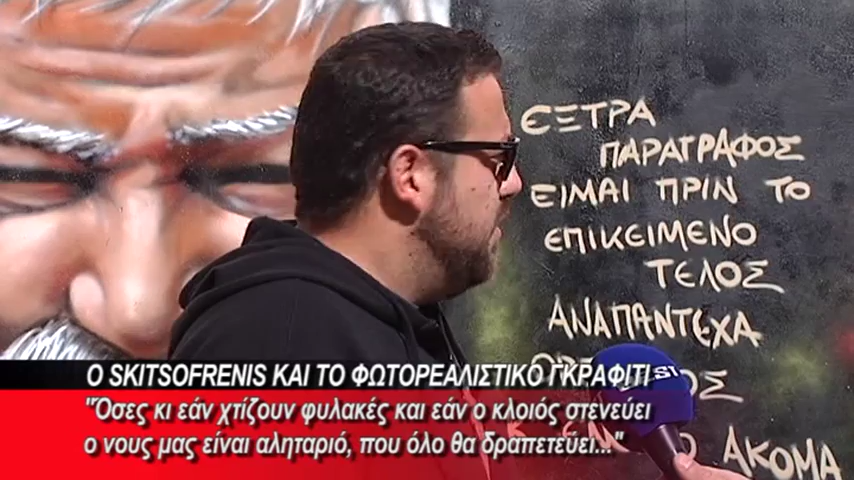 ΕΞΤΡΑ
ΠΑΡΑΓΡΑΦΟΣ
ΕΙΜΑΙ ΠΡΙΝ ΤΟ
ΕΠΙΚΕΙΜΕΝΟ
ΤΕΛΟΣ
ΑΝΑΠΑΝΤΕΧΑ
ΑΚΟΜΑ
Ο SKITSOFRENIS ΚΑΙ ΤΟ ΦΩΤΟΡΕΑΛΙΣΤΙΚΟ ΓΚΡΑΦΙΤΙ
"Όσες κι εάν χτίζουν φυλακές και εάν ο κλοιός στενεύει
ο νους μας είναι αληταριό, που όλο θα δραπετεύει..."